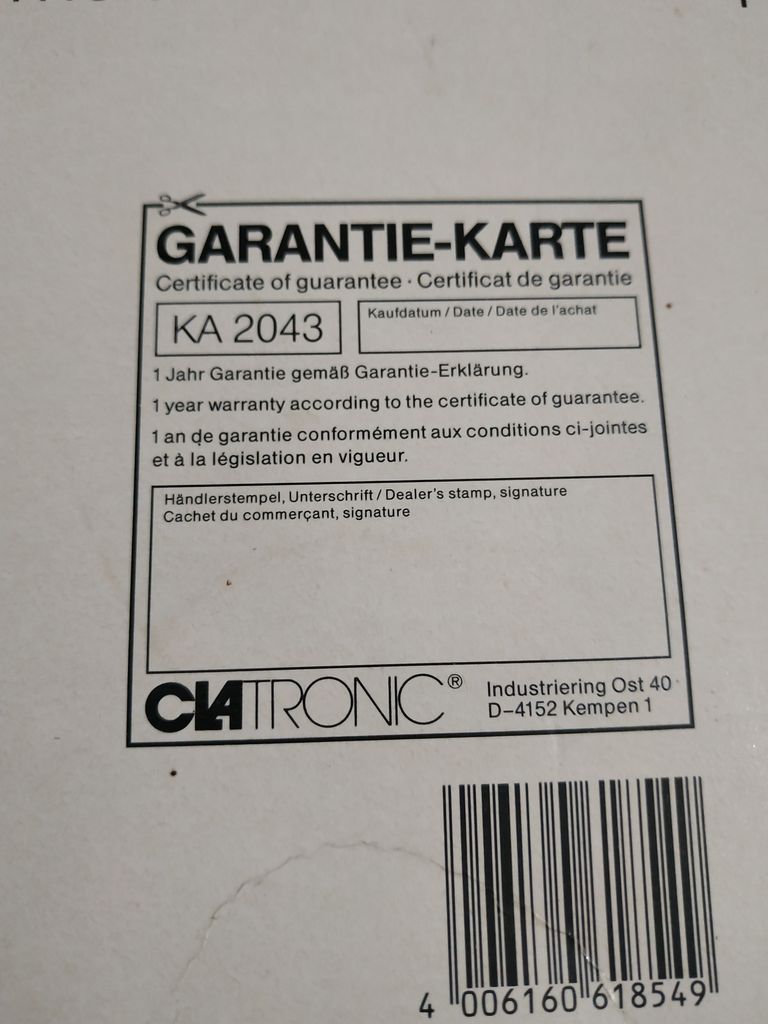 GARANTIE-KARTE
Certificate of guarantee · Certificat de garantie
KA 2043
Kaufdatum / Date / Date de l'achat
1 Jahr Garantie gemäß Garantie-Erklärung.
1 year warranty according to the certificate of guarantee.
1 an de garantie conformément aux conditions ci-jointes
et à la législation en vigueur.
Händlerstempel, Unterschrift / Dealer's stamp, signature
Cachet du commerçant, signature
CLATRONIC®
Industriering Ost 40
D-4152 Kempen 1
4 006160 618549